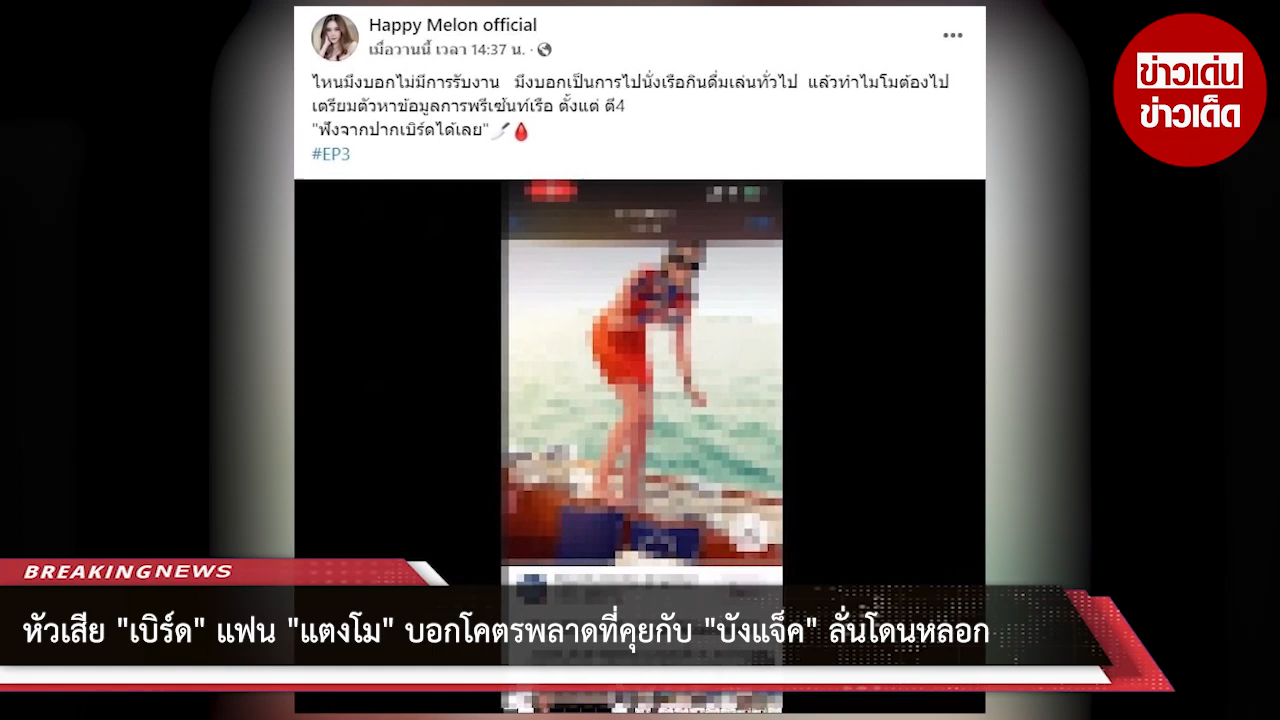 Happy Melon official
เมื่อวานนี้ เวลา 14:37 น. ·
ไหนมึงบอกไม่มีการรับงาน มึงบอกเป็นการไปนั่งเรือกินดื่มเล่นทั่วไป แล้วทำไมโมต้องไป
เตรียมตัวหาข้อมูลการพรีเซ้นท์เรือ ตั้งแต่ ตี4
"ฟังจากปากเบิร์ดได้เลย"
#EP3
ข่าวเด่น
ข่าวเด็ด
BREAKING NEWS
หัวเสีย "เบิร์ด" แฟน "แตงโม" บอกโคตรพลาดที่คุยกับ "บังแจ็ค" ลั่นโดนหลอก